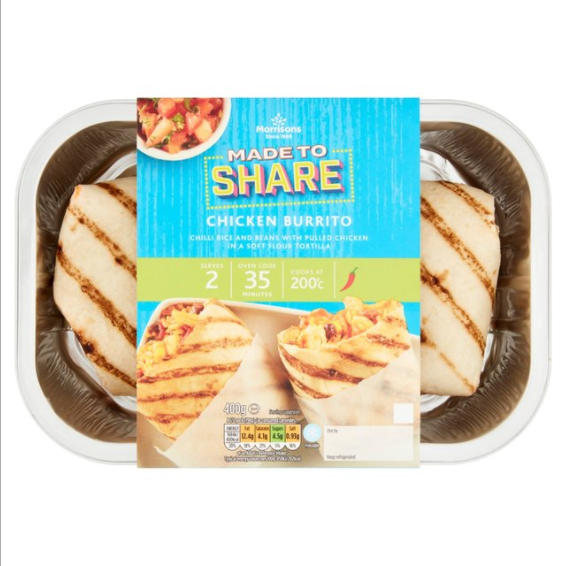 Morrisons
Since 1899
MADE TO
SHARE
CHICKEN BURRITO
CHILLI RICE AND BEANS WITH PULLED CHICKEN
IN A SOFT FLOUR TORTILLA
SERVES
2
OVEN COOK
35
MINUTES
COOKS AT
200°c
400g e
Fat
12.4g
Saturates
4.1g
Sugars
4.5g
Salt
0.93g
Use by
Keep refrigerated